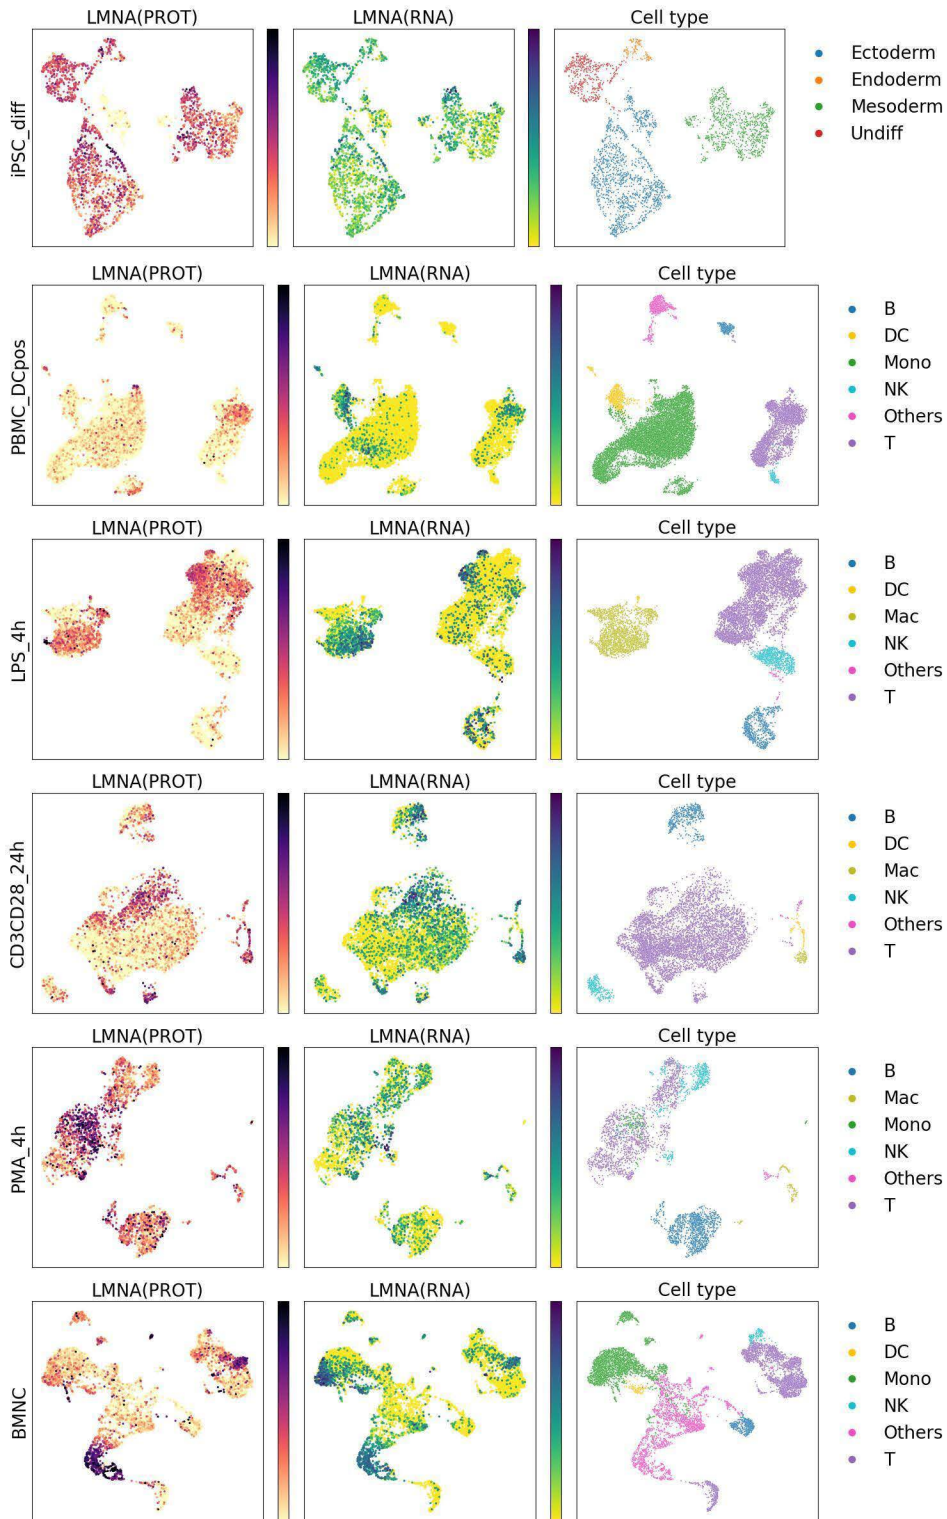 LMNA(PROT) LMNA(RNA) Cell type
iPSC_diff
Ectoderm
Endoderm
Mesoderm
Undiff
LMNA(PROT) LMNA(RNA) Cell type
PBMC_DCpos
B
DC
Mono
NK
Others
T
LMNA(PROT) LMNA(RNA) Cell type
LPS_4h
B
DC
Mac
NK
Others
T
LMNA(PROT) LMNA(RNA) Cell type
CD3CD28_24h
B
DC
Mac
NK
Others
T
LMNA(PROT) LMNA(RNA) Cell type
PMA_4h
B
Mac
Mono
NK
Others
T
LMNA(PROT) LMNA(RNA) Cell type
BMNC
B
DC
Mono
NK
Others
T